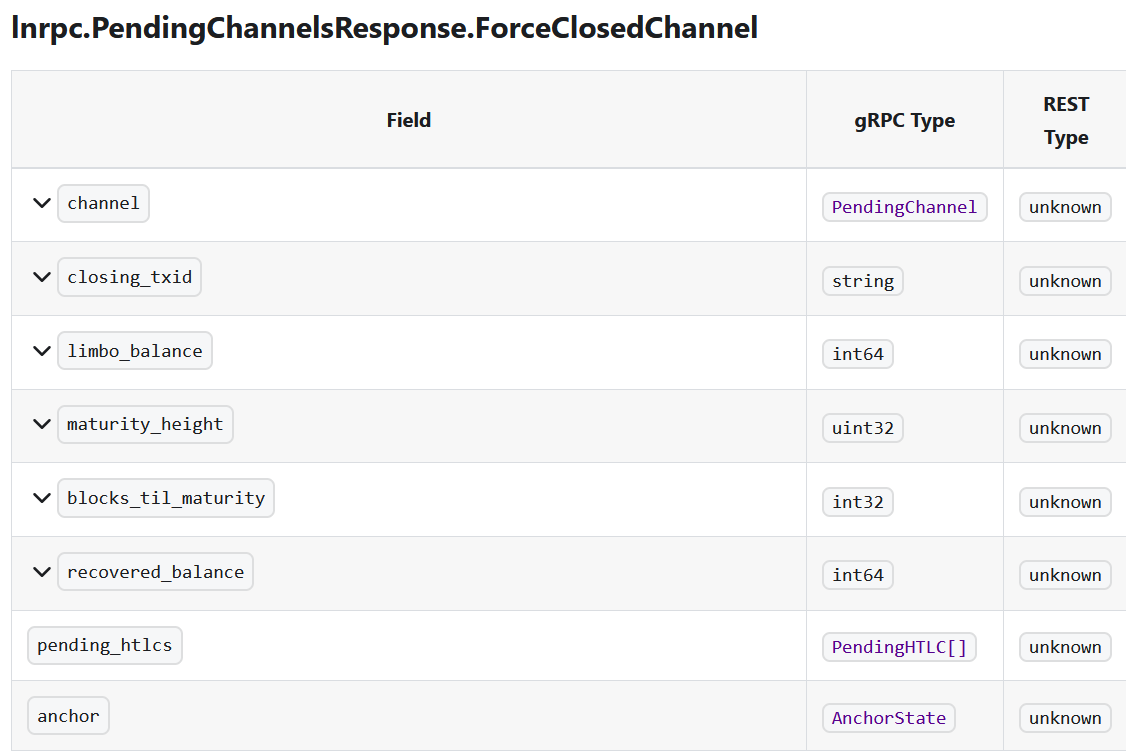 lnrpc.PendingChannelsResponse.ForceClosedChannel
Field gRPC Type REST Type
channel PendingChannel unknown
closing_txid string unknown
limbo_balance int64 unknown
maturity_height uint32 unknown
blocks_til_maturity int32 unknown
recovered_balance int64 unknown
pending_htlcs PendingHTLC[] unknown
anchor AnchorState unknown